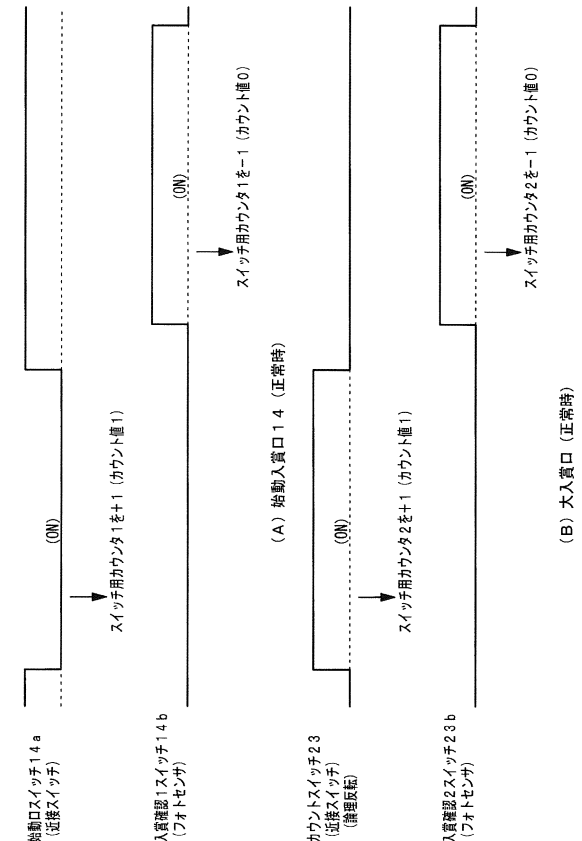 始動口スイッチ14a
(近接スイッチ)
(ON)
スイッチ用カウンタ1を+1(カウント値1)
入賞確認1スイッチ14b
(フォトセンサ)
(ON)
スイッチ用カウンタ1を-1(カウント値0)
(A)始動入賞口14(正常時)
カウントスイッチ23
(近接スイッチ)
(論理反転)
(ON)
スイッチ用カウンタ2を+1(カウント値1)
入賞確認2スイッチ23b
(フォトセンサ)
(ON)
スイッチ用カウンタ2を-1(カウント値0)
(B)大入賞口(正常時)